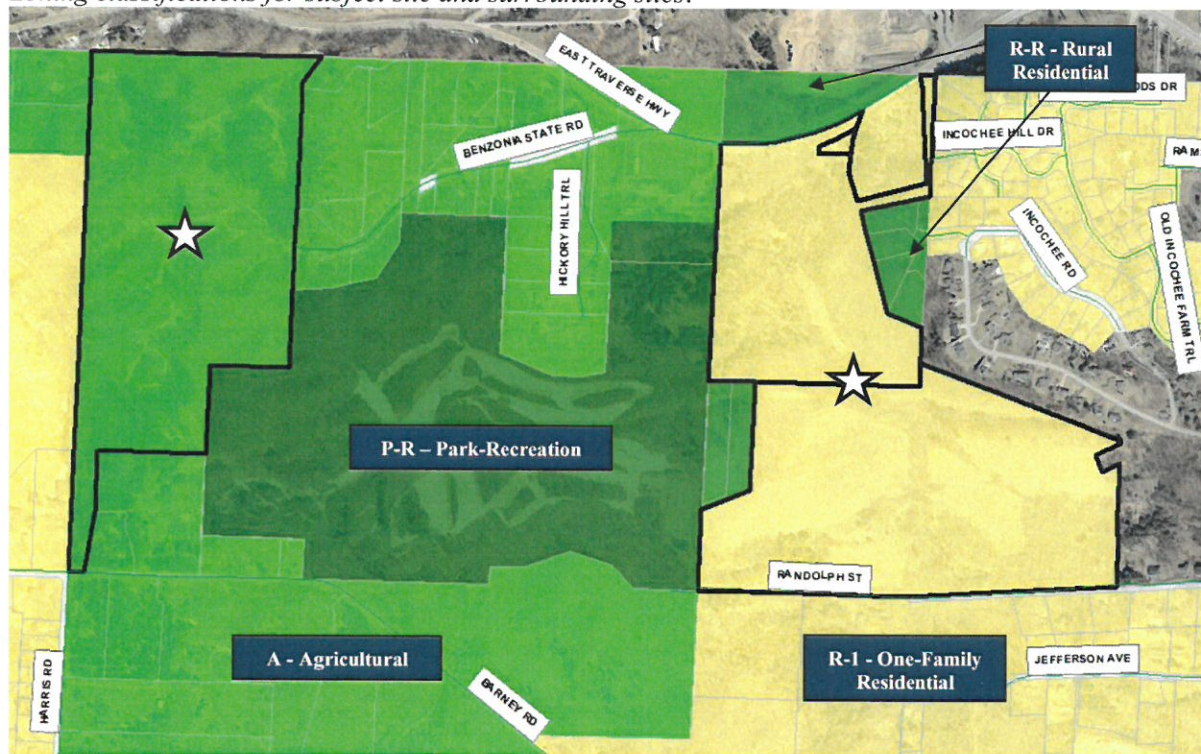 Zoning classifications for subject site and surrounding sites:
R-R - Rural
Residential
EAST TRAVERSE HWY
BENZONIA STATE RD
HICKORY HILL TRL
INCOCHEE HILL DR
INCOCHEE RD
OLD INCOCHEE FARM TRL
P-R – Park-Recreation
RANDOLPH ST
A - Agricultural
R-1 - One-Family
Residential
JEFFERSON AVE
HARRIS RD
BARNEY RD